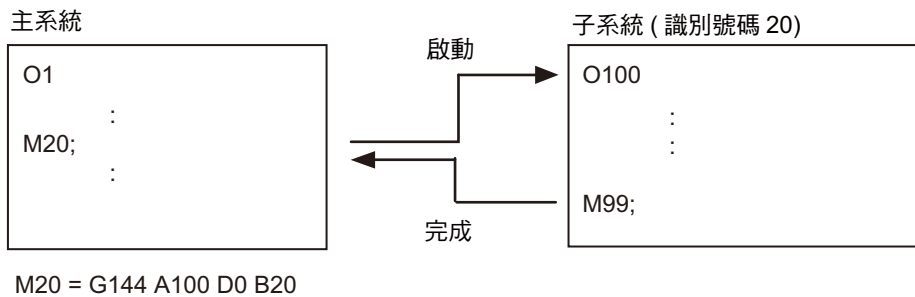 主系統
子系統 ( 識別號碼 20)
啟動
O1
:
M20;
:
O100
:
:
M99;
完成
M20 = G144 A100 D0 B20